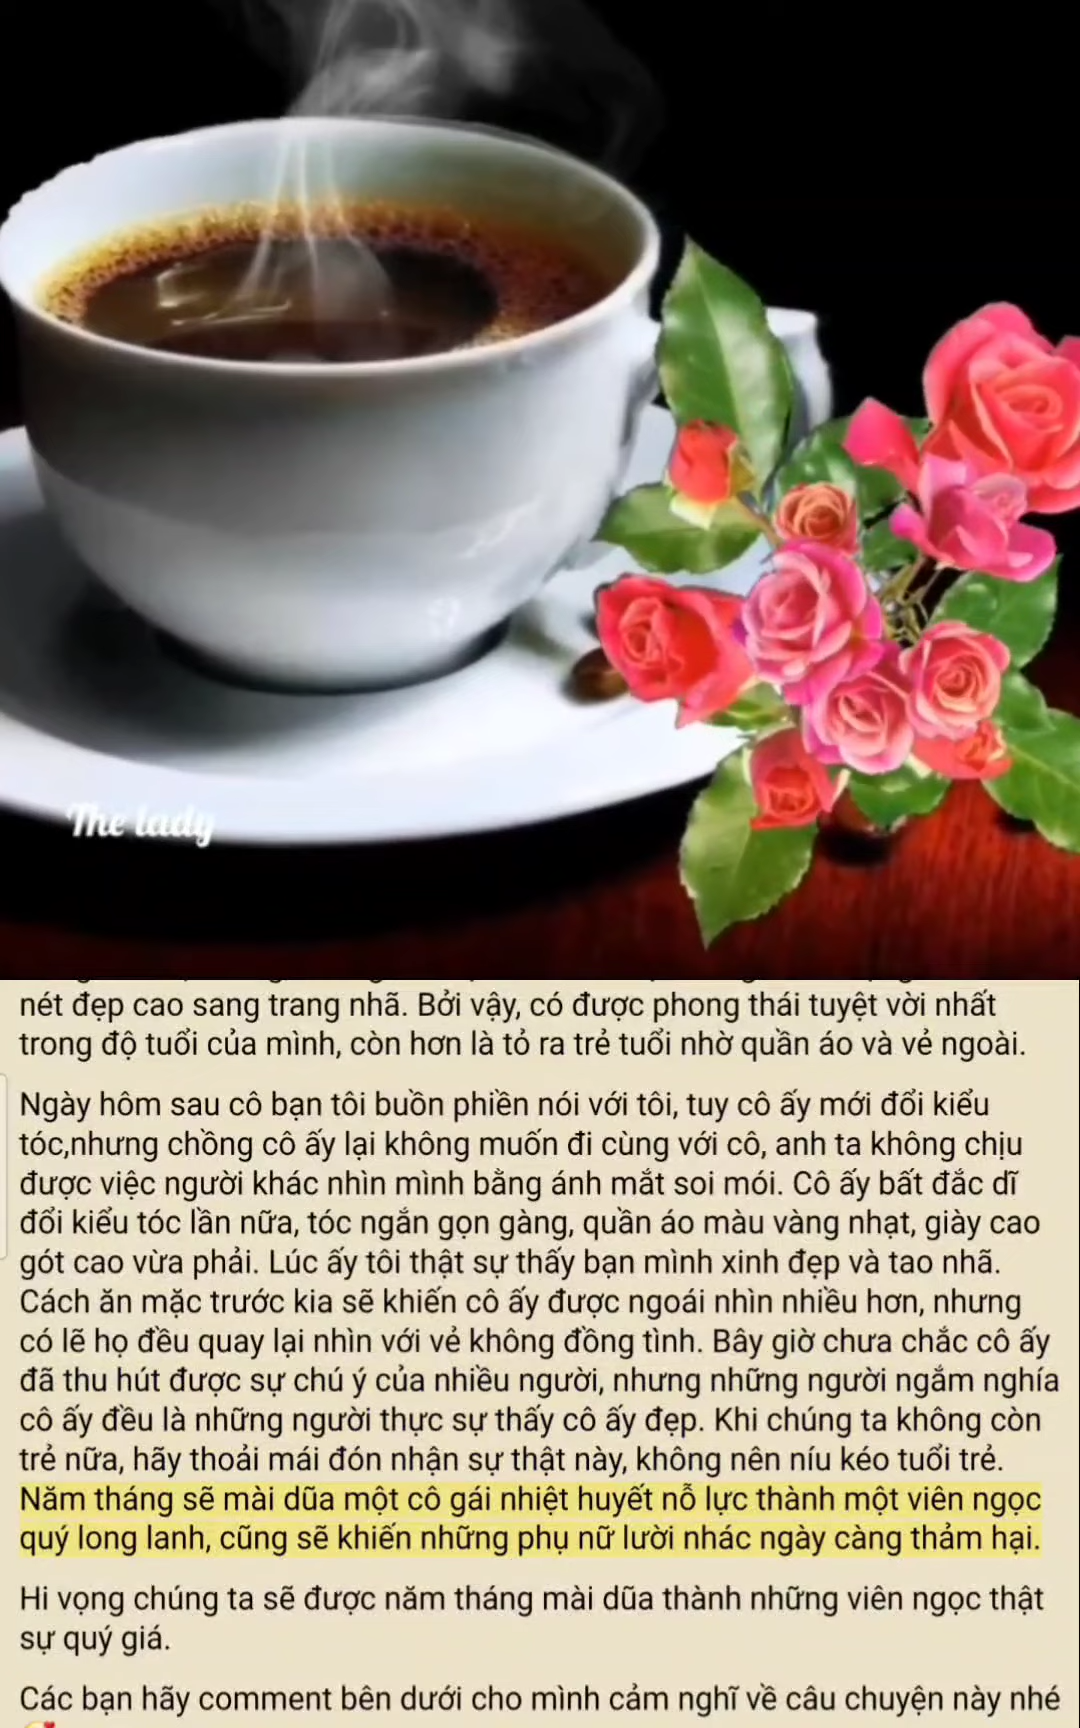 The lady
nét đẹp cao sang trang nhã. Bởi vậy, có được phong thái tuyệt vời nhất
trong độ tuổi của mình, còn hơn là tỏ ra trẻ tuổi nhờ quần áo và vẻ ngoài.
Ngày hôm sau cô bạn tôi buồn phiền nói với tôi, tuy cô ấy mới đổi kiểu
tóc,nhưng chồng cô ấy lại không muốn đi cùng với cô, anh ta không chịu
được việc người khác nhìn mình bằng ánh mắt soi mói. Cô ấy bất đắc dĩ
đổi kiểu tóc lần nữa, tóc ngắn gọn gàng, quần áo màu vàng nhạt, giày cao
gót cao vừa phải. Lúc ấy tôi thật sự thấy bạn mình xinh đẹp và tao nhã.
Cách ăn mặc trước kia sẽ khiến cô ấy được ngoái nhìn nhiều hơn, nhưng
có lẽ họ đều quay lại nhìn với vẻ không đồng tình. Bây giờ chưa chắc cô ấy
đã thu hút được sự chú ý của nhiều người, nhưng những người ngắm nghía
cô ấy đều là những người thực sự thấy cô ấy đẹp. Khi chúng ta không còn
trẻ nữa, hãy thoải mái đón nhận sự thật này, không nên níu kéo tuổi trẻ.
Năm tháng sẽ mài dũa một cô gái nhiệt huyết nỗ lực thành một viên ngọc
quý long lanh, cũng sẽ khiến những phụ nữ lười nhác ngày càng thảm hại.
Hi vọng chúng ta sẽ được năm tháng mài dũa thành những viên ngọc thật
sự quý giá.
Các bạn hãy comment bên dưới cho mình cảm nghĩ về câu chuyện này nhé